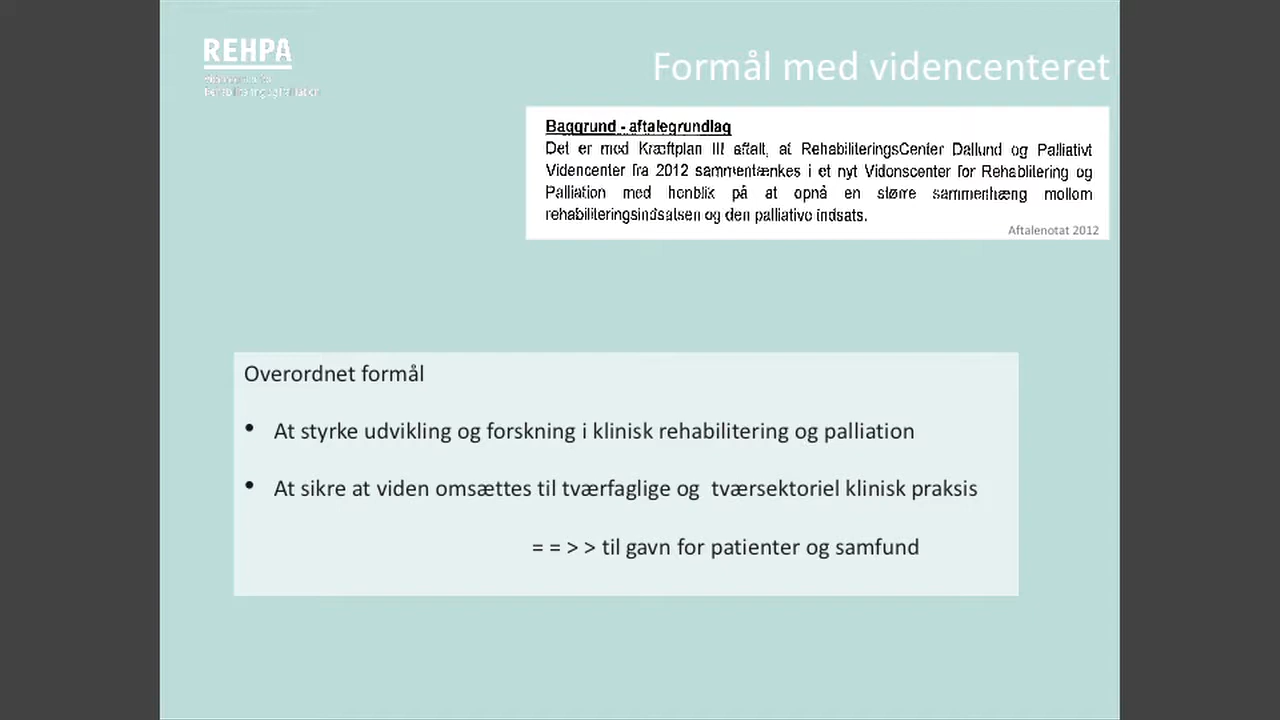 REHPA
Formål med videncenteret
Baggrund - aftalegrundlag
Det er med Kræftplan III aftalt, at RehabiliteringsCenter Dallund og Palliativt
Videncenter fra 2012 sammentænkes i et nyt Videnscenter for Rehabilitering og
Palliation med henblik på at opnå en større sammenhæng mellem
rehabiliteringsindsatsen og den palliative indsats.
Aftalenotat 2012
Overordnet formål
• At styrke udvikling og forskning i klinisk rehabilitering og palliation
• At sikre at viden omsættes til tværfaglige og tværsektoriel klinisk praksis
= = > > til gavn for patienter og samfund